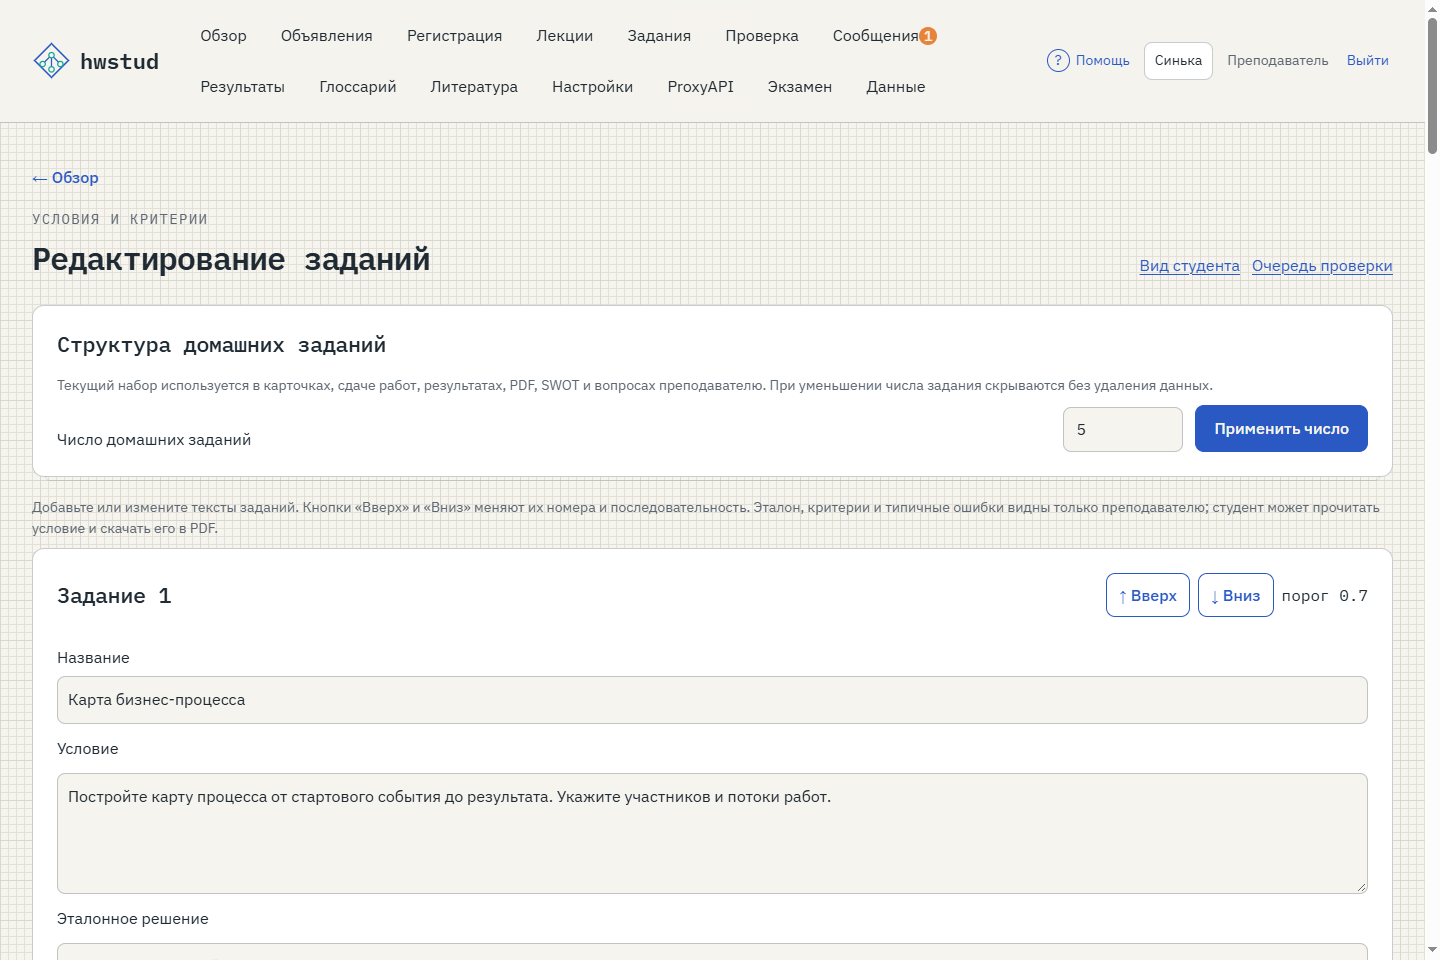 hwstud
Обзор Объявления Регистрация Лекции Задания Проверка Сообщения 1
Результаты Глоссарий Литература Настройки ProxyAPI Экзамен Данные
? Помощь Синька Преподаватель Выйти
← Обзор
УСЛОВИЯ И КРИТЕРИИ
Редактирование заданий
Вид студента Очередь проверки
Структура домашних заданий
Текущий набор используется в карточках, сдаче работ, результатах, PDF, SWOT и вопросах преподавателю. При уменьшении числа задания скрываются без удаления данных.
Число домашних заданий 5 Применить число
Добавьте или измените тексты заданий. Кнопки «Вверх» и «Вниз» меняют их номера и последовательность. Эталон, критерии и типичные ошибки видны только преподавателю; студент может прочитать
условие и скачать его в PDF.
Задание 1 ↑ Вверх ↓ Вниз порог 0.7
Название
Карта бизнес-процесса
Условие
Постройте карту процесса от стартового события до результата. Укажите участников и потоки работ.
Эталонное решение